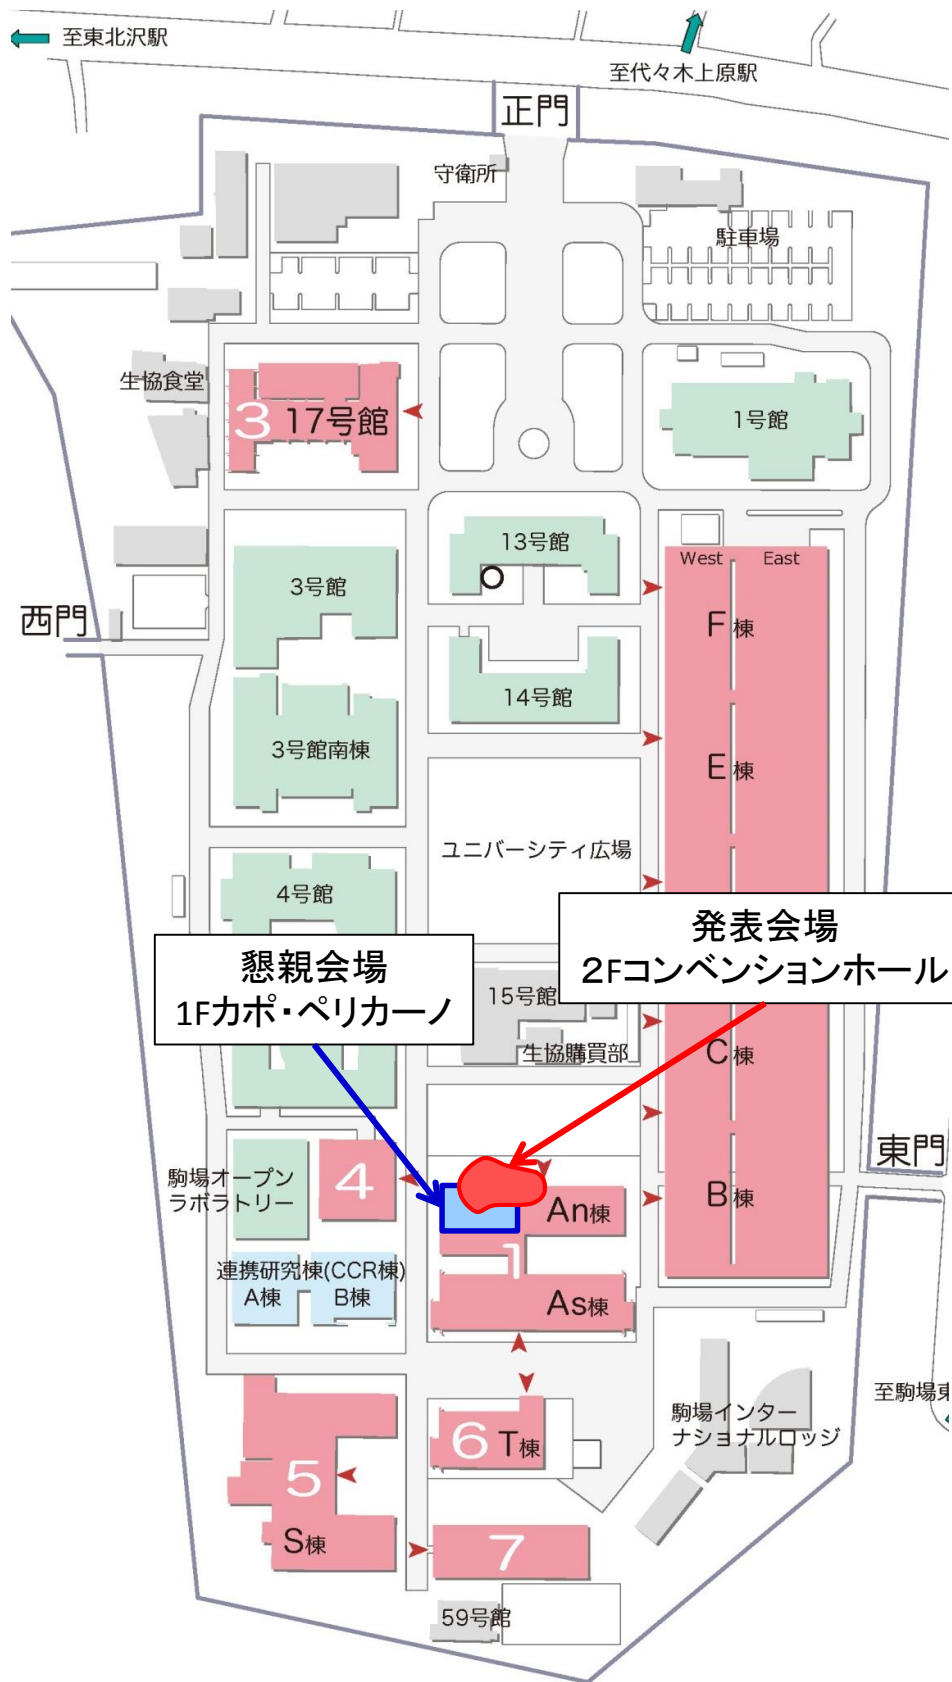 至東北沢駅
至代々木上原駅
正門
守衛所
駐車場
生協食堂
3 17号館
1号館
13号館
West East
3号館
F棟
西門
14号館
3号館南棟
E棟
ユニバーシティ広場
4号館
発表会場
2Fコンベンションホール
懇親会場
1Fカポ・ペリカーノ
15号館
生協購買部
C棟
東門
駒場オープン
ラボラトリー
4
An棟
B棟
1
連携研究棟(CCR棟)
A棟 B棟
As棟
至駒場東
駒場インター
ナショナルロッジ
6 T棟
5
S棟
7
59号館